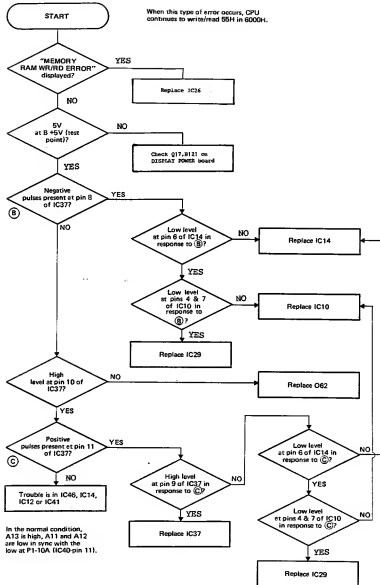 START
When this type of error occurs, CPU
continues to write/read 55H in 6000H.
"MEMORY
RAM WR/RD ERROR"
displayed?
YES
Replace IC26
NO
5V
at B +5V (test
point)?
NO
Check Q17,H121 on
DISPLAY POWER board
YES
Negative
pulses present at pin 8
of IC37?
YES
B
NO
Low level
at pin 6 of IC14 in
response to B?
NO
Replace IC14
YES
Low level
at pins 4 & 7
of IC10 in
response to
B?
NO
Replace IC10
YES
Replace IC29
High
level at pin 10 of
IC37?
NO
Replace O62
YES
Positive
pulses present et pin 11
of IC37?
YES
C
NO
Trouble is in IC46, IC14,
IC12 or IC41
High
level at pin 9 of IC37 in
response to C?
NO
YES
Replace IC37
Low level
at pin 6 of IC14 in
response to C?
NO
YES
Low level
at pins 4 & 7 of IC10
in response to C?
NO
YES
Replace IC29
In the normal condition,
A13 is high, A11 and A12
are low in sync with the
low at P1-10A (IC40-pin 11).